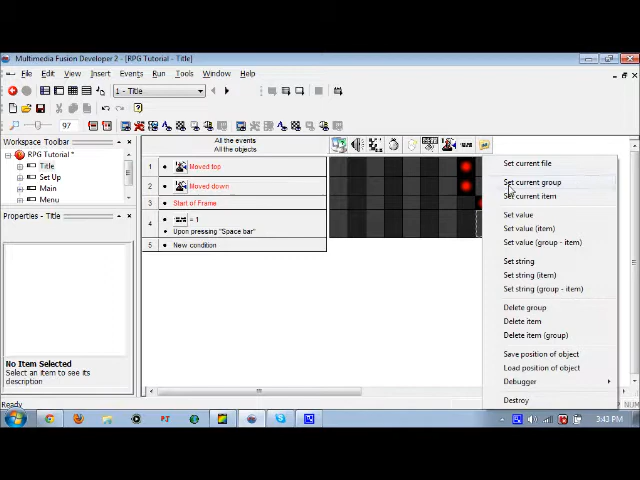 Multimedia Fusion Developer 2 - [RPG Tutorial - Title]
File Edit View Insert Events Run Tools Window Help
1 - Title
97
Workspace Toolbar
RPG Tutorial *
Title
Set Up
Main
Menu
Properties - Title
No Item Selected
Select an item to see its
description
Ready
All the events
All the objects
1 Moved top
2 Moved down
3 Start of Frame
4 = 1
Upon pressing "Space bar"
5 New condition
Set current file
Set current group
Set current item
Set value
Set value (item)
Set value (group - item)
Set string
Set string (item)
Set string (group - item)
Delete group
Delete item
Delete item (group)
Save position of object
Load position of object
Debugger
Destroy
3:43 PM